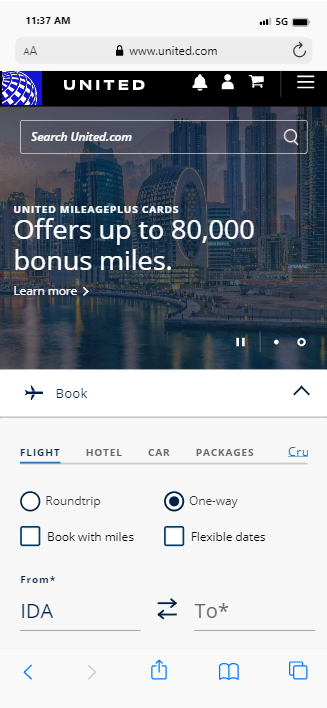 11:37 AM 5G
AA www.united.com
UNITED
Search United.com
UNITED MILEAGEPLUS CARDS
Offers up to 80,000
bonus miles.
Learn more >
Book
FLIGHT HOTEL CAR PACKAGES Cru
Roundtrip One-way
Book with miles Flexible dates
From*
IDA To*